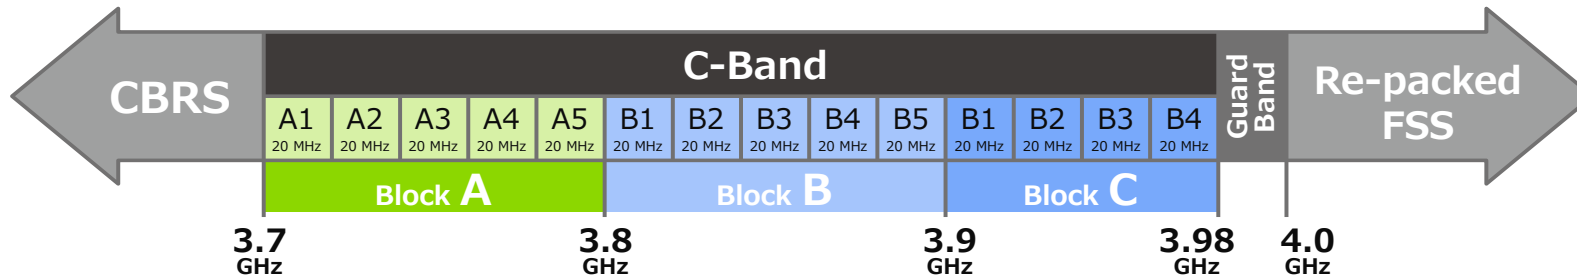 CBRS
C-Band
Guard
Band
Re-packed
FSS
A1 A2 A3 A4 A5 B1 B2 B3 B4 B5 B1 B2 B3 B4
20 MHz 20 MHz 20 MHz 20 MHz 20 MHz 20 MHz 20 MHz 20 MHz 20 MHz 20 MHz 20 MHz 20 MHz 20 MHz 20 MHz
Block A Block B Block C
3.7 3.8 3.9 3.98 4.0
GHz GHz GHz GHz GHz